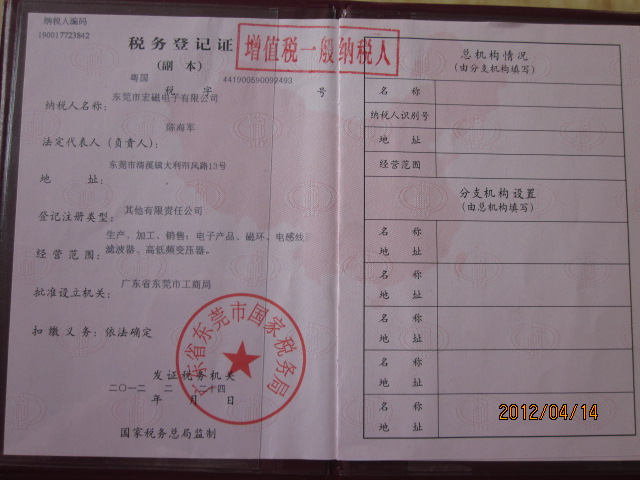 纳税人编码
190017723842
税务登记证
增值税一般纳税人
(副本)
粤国 441900590092493
税 字 号
纳税人名称: 东莞市宏磁电子有限公司
法定代表人(负责人): 陈海军
地 址: 东莞市清溪镇大利商凤路13号
登记注册类型: 其他有限责任公司
经营范围: 生产、加工、销售:电子产品、磁环、电感线
滤波器、高低频变压器。
批准设立机关: 广东省东莞市工商局
扣缴义务: 依法确定
广东省东莞市国家税务局
发证税务机关
二〇一二 二 二十四
年 月 日
国家税务总局监制
总机构情况
(由分支机构填写)
名 称
纳税人识别号
地 址
经营范围
分支机构设置
(由总机构填写)
名 称
地 址
名 称
地 址
名 称
地 址
名 称
地 址
名 称
地 址
2012/04/14